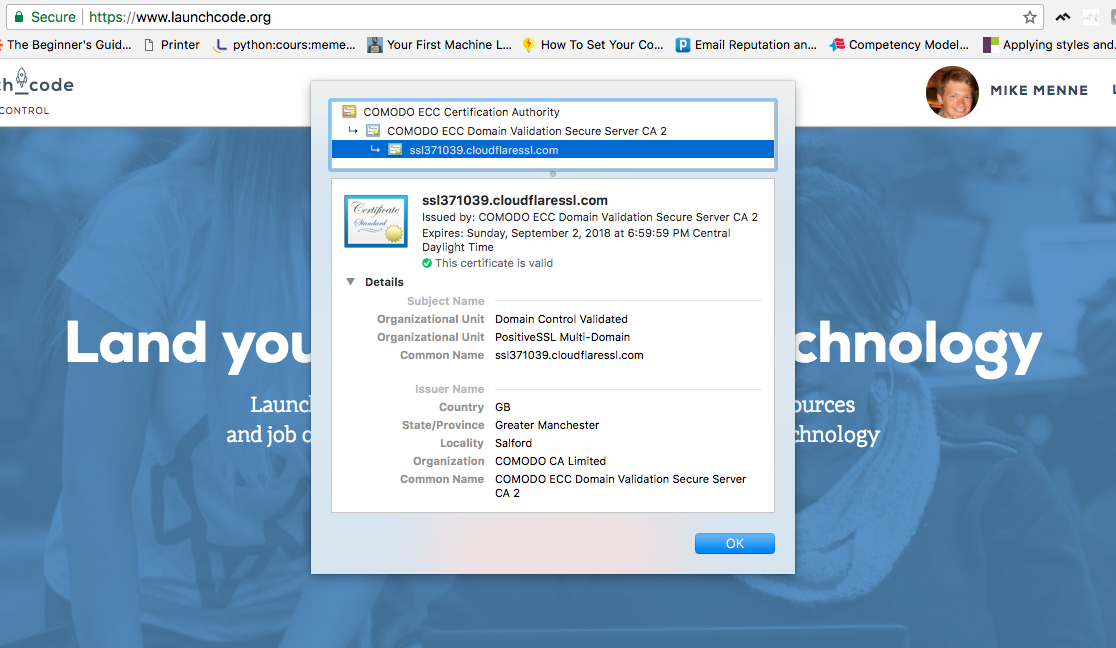 Secure https://www.launchcode.org
The Beginner's Guid... Printer python:cours:meme... Your First Machine L... How To Set Your Co... Email Reputation an... Competency Model... Applying styles and.
h code
CONTROL
MIKE MENNE L
COMODO ECC Certification Authority
COMODO ECC Domain Validation Secure Server CA 2
ssl371039.cloudflaressl.com
Certificate
Standard
ssl371039.cloudflaressl.com
Issued by: COMODO ECC Domain Validation Secure Server CA 2
Expires: Sunday, September 2, 2018 at 6:59:59 PM Central
Daylight Time
This certificate is valid
Details
Subject Name
Organizational Unit Domain Control Validated
Organizational Unit PositiveSSL Multi-Domain
Common Name ssl371039.cloudflaressl.com
Issuer Name
Country GB
State/Province Greater Manchester
Locality Salford
Organization COMODO CA Limited
Common Name COMODO ECC Domain Validation Secure Server
CA 2
OK
Land you chnology
Launc ources
and job o hnology